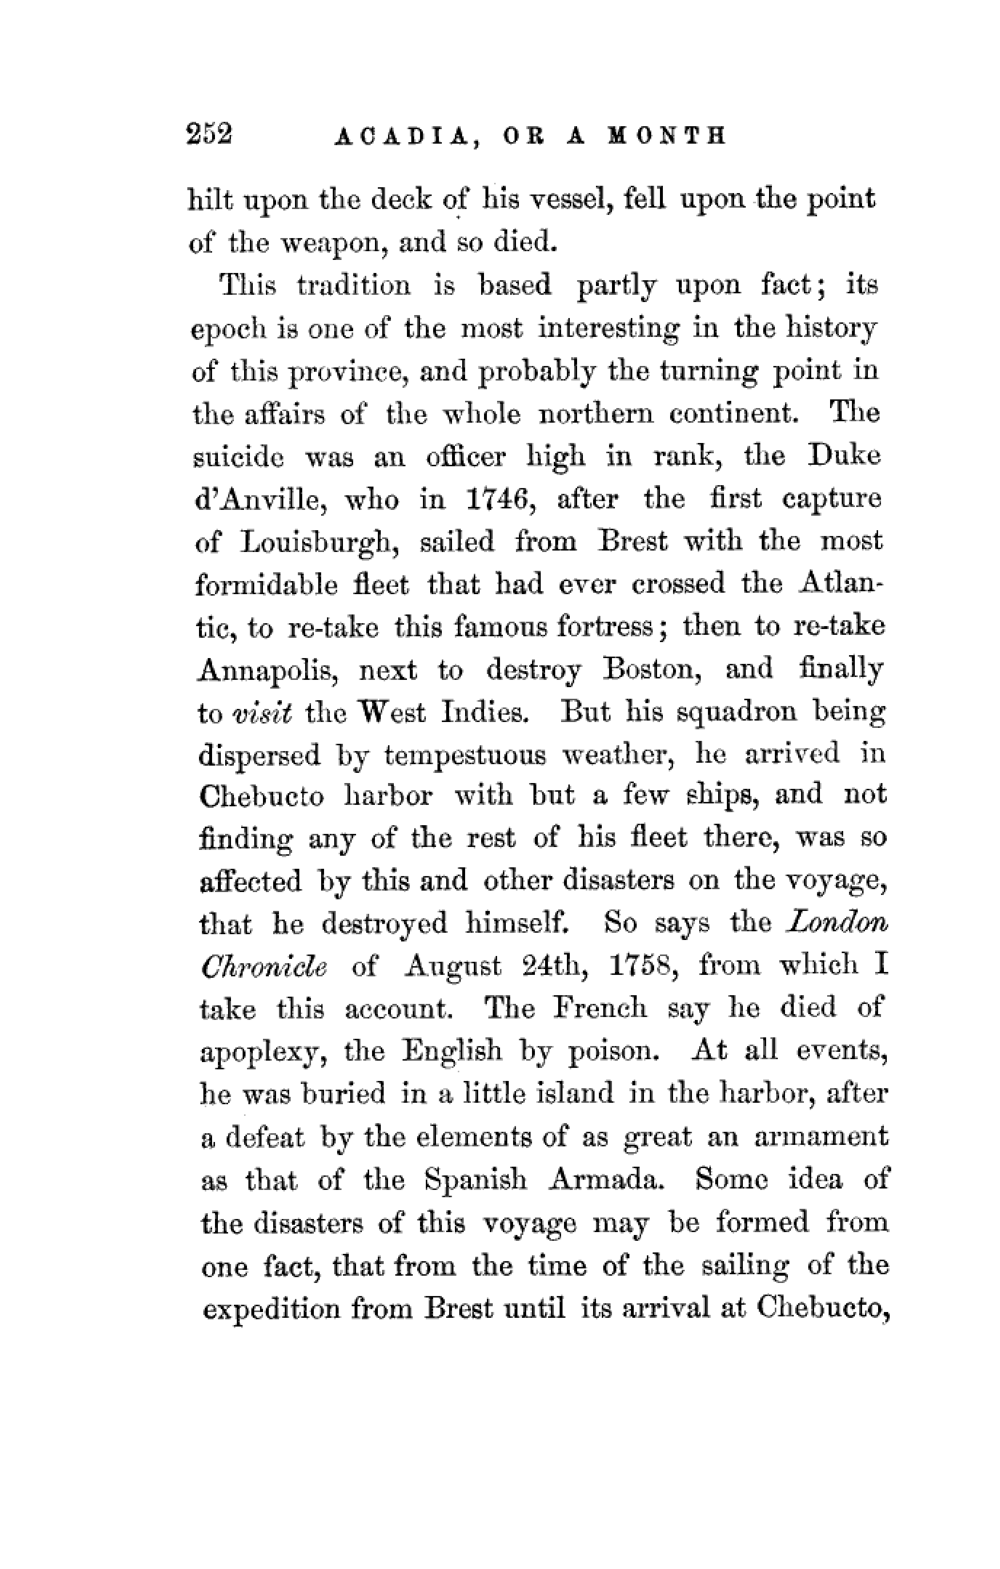 252 ACADIA, OR A MONTH
hilt upon the deck of his vessel, fell upon the point
of the weapon, and so died.
This tradition is based partly upon fact; its
epoch is one of the most interesting in the history
of this province, and probably the turning point in
the affairs of the whole northern continent. The
suicide was an officer high in rank, the Duke
d'Anville, who in 1746, after the first capture
of Louisburgh, sailed from Brest with the most
formidable fleet that had ever crossed the Atlan-
tic, to re-take this famous fortress; then to re-take
Annapolis, next to destroy Boston, and finally
to visit the West Indies. But his squadron being
dispersed by tempestuous weather, he arrived in
Chebucto harbor with but a few ships, and not
finding any of the rest of his fleet there, was so
affected by this and other disasters on the voyage,
that he destroyed himself. So says the London
Chronicle of August 24th, 1758, from which I
take this account. The French say he died of
apoplexy, the English by poison. At all events,
he was buried in a little island in the harbor, after
a defeat by the elements of as great an armament
as that of the Spanish Armada. Some idea of
the disasters of this voyage may be formed from
one fact, that from the time of the sailing of the
expedition from Brest until its arrival at Chebucto,